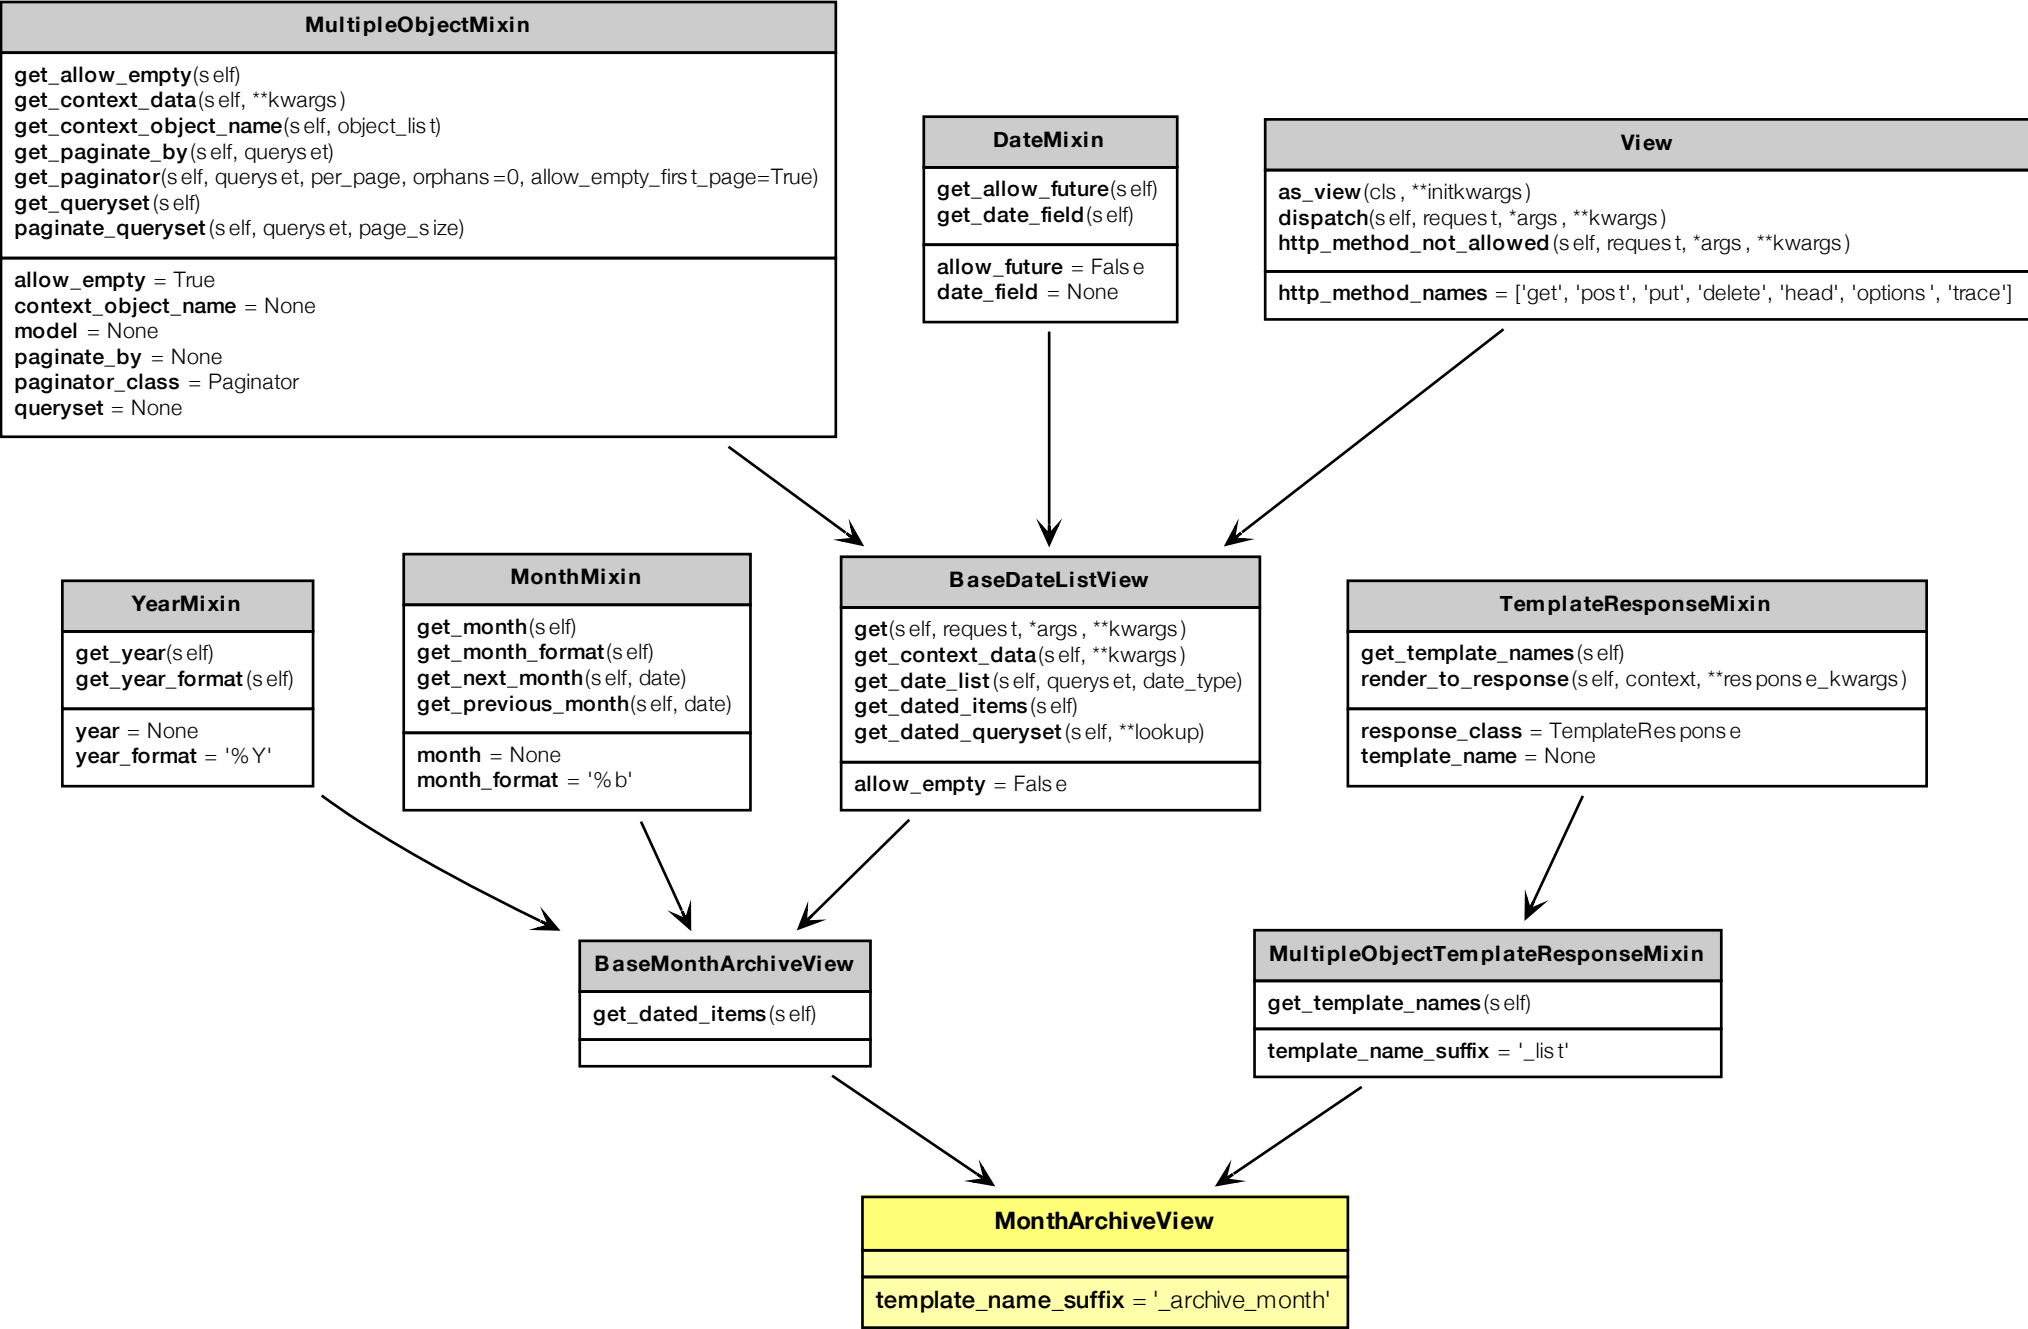 MultipleObjectMixin
get_allow_empty(self)
get_context_data(self, **kwargs)
get_context_object_name(self, object_list)
get_paginate_by(self, queryset)
get_paginator(self, queryset, per_page, orphans=0, allow_empty_first_page=True)
get_queryset(self)
paginate_queryset(self, queryset, page_size)
allow_empty = True
context_object_name = None
model = None
paginate_by = None
paginator_class = Paginator
queryset = None
DateMixin
get_allow_future(self)
get_date_field(self)
allow_future = False
date_field = None
View
as_view(cls, **initkwargs)
dispatch(self, request, *args, **kwargs)
http_method_not_allowed(self, request, *args, **kwargs)
http_method_names = ['get', 'post', 'put', 'delete', 'head', 'options', 'trace']
YearMixin
get_year(self)
get_year_format(self)
year = None
year_format = '%Y'
MonthMixin
get_month(self)
get_month_format(self)
get_next_month(self, date)
get_previous_month(self, date)
month = None
month_format = '%b'
BaseDateListView
get(self, request, *args, **kwargs)
get_context_data(self, **kwargs)
get_date_list(self, queryset, date_type)
get_dated_items(self)
get_dated_queryset(self, **lookup)
allow_empty = False
TemplateResponseMixin
get_template_names(self)
render_to_response(self, context, **response_kwargs)
response_class = TemplateResponse
template_name = None
BaseMonthArchiveView
get_dated_items(self)
MultipleObjectTemplateResponseMixin
get_template_names(self)
template_name_suffix = '_list'
MonthArchiveView
template_name_suffix = '_archive_month'